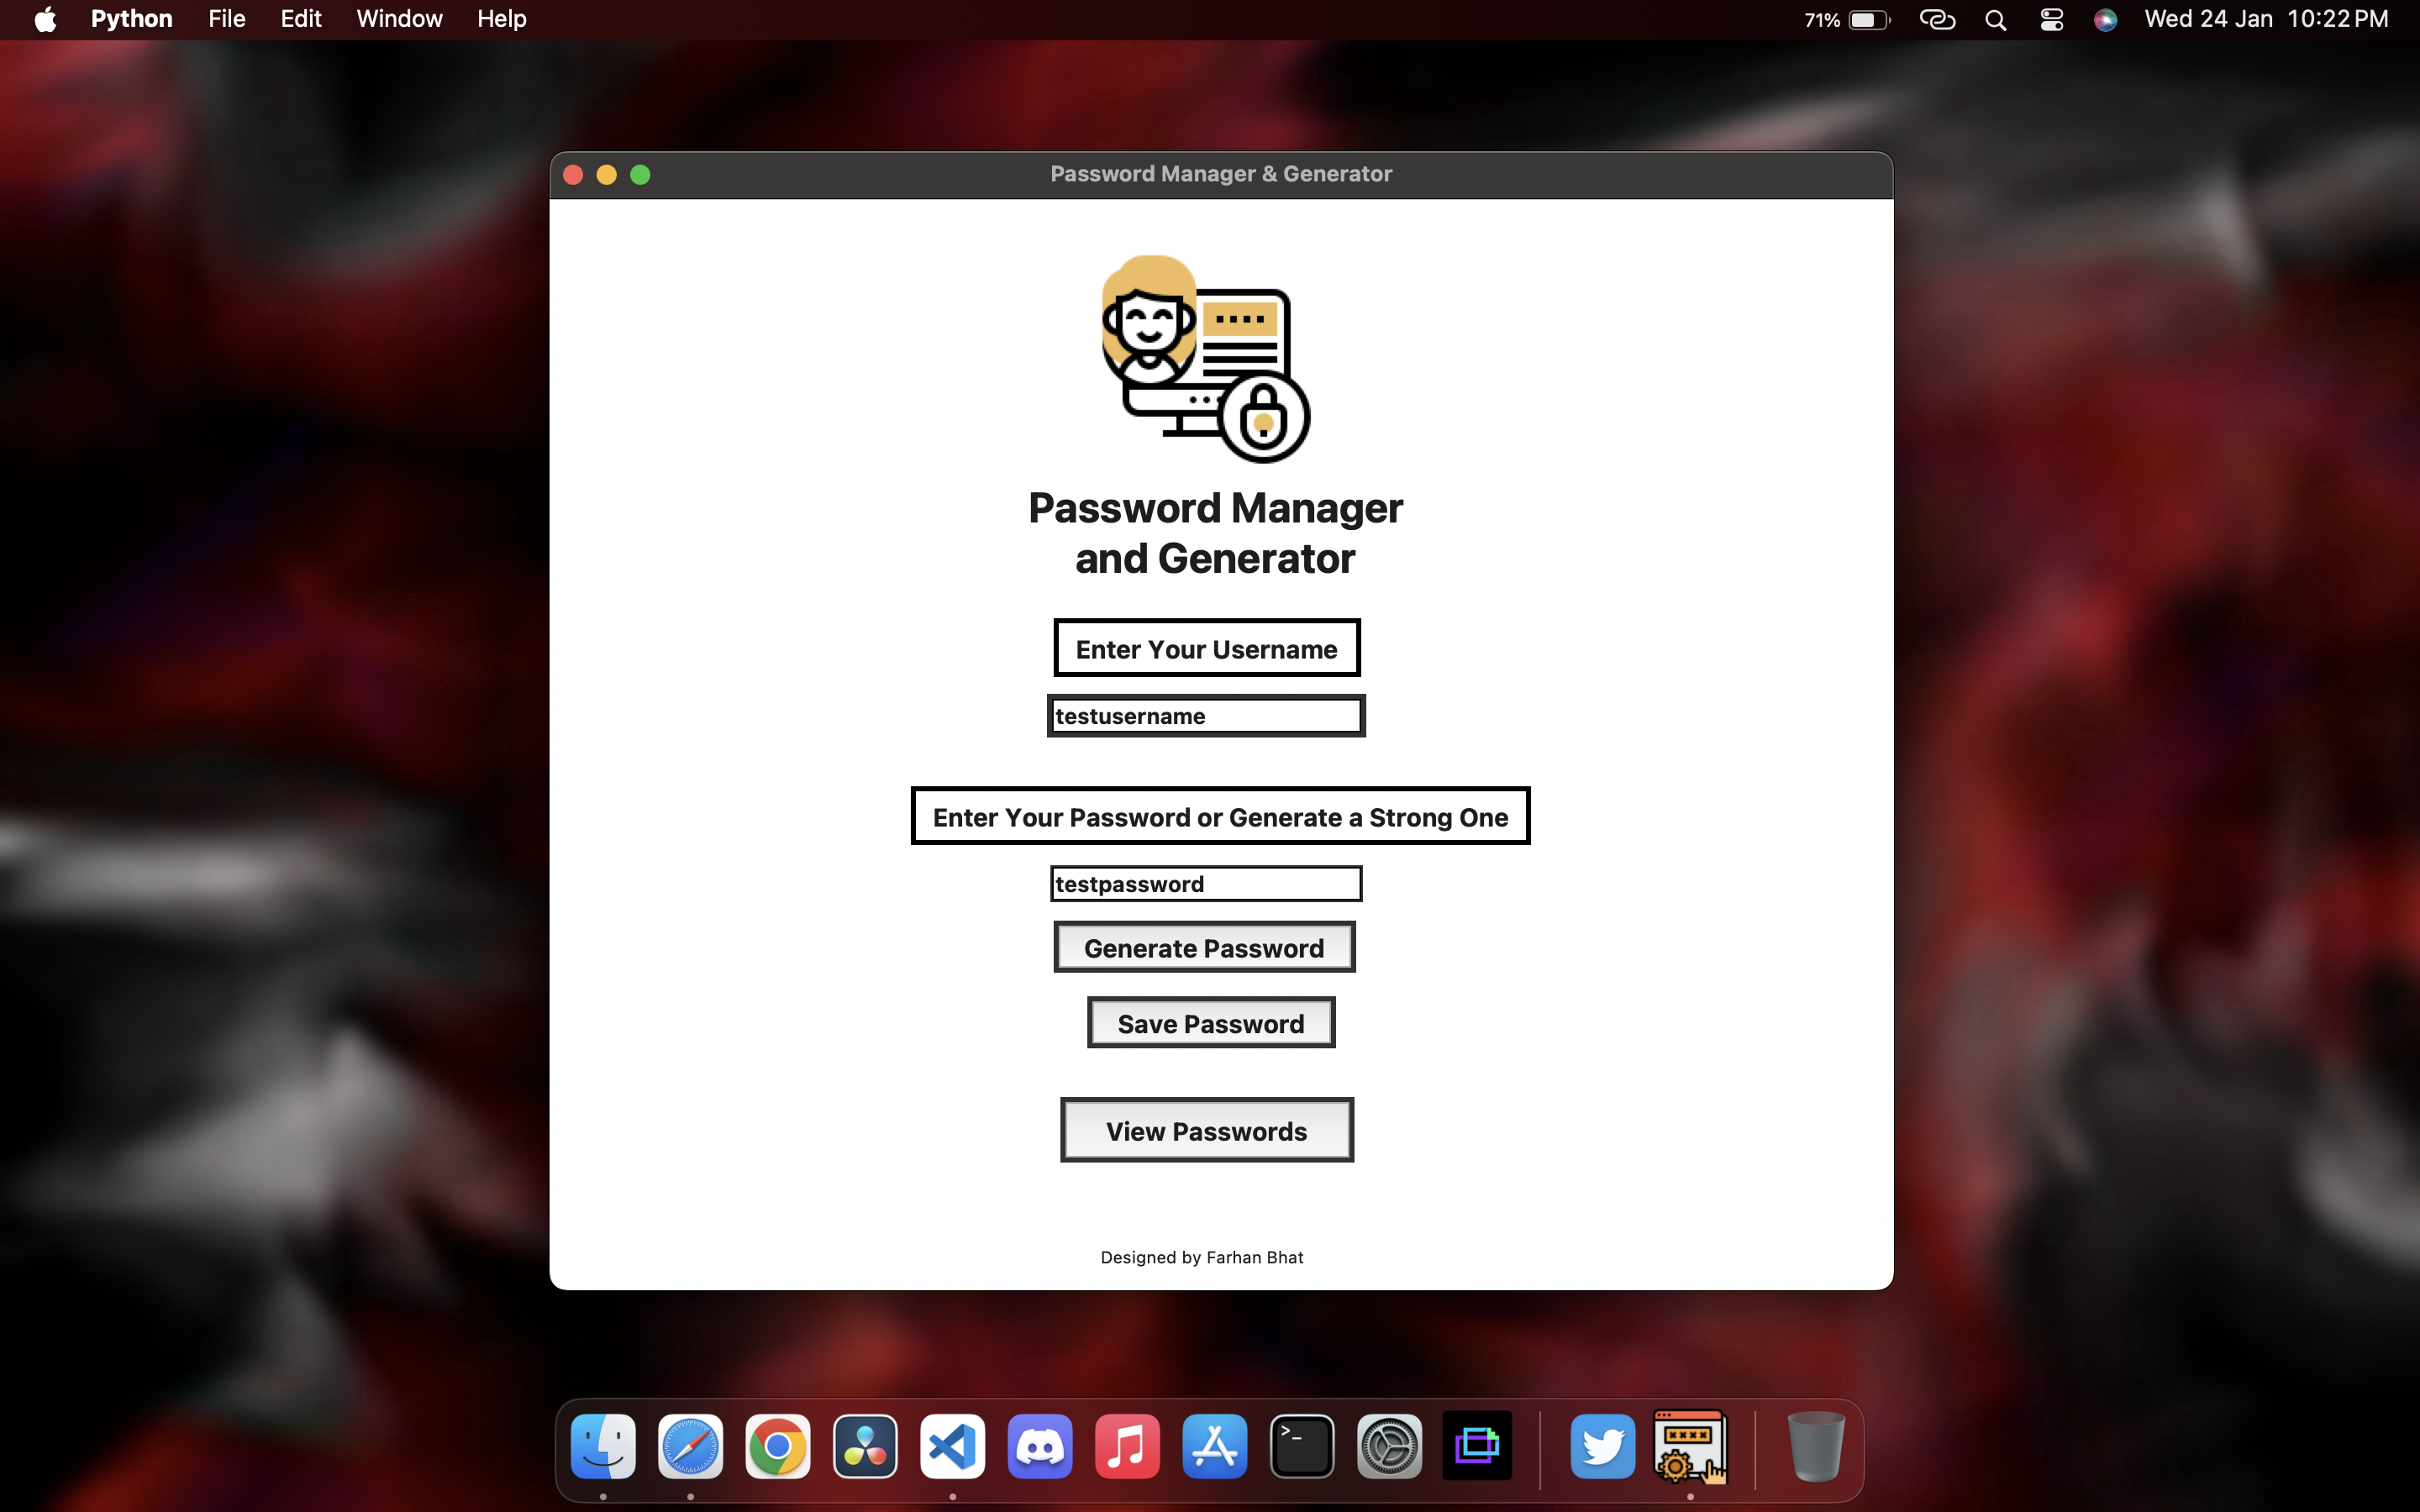 Python File Edit Window Help 71% Wed 24 Jan 10:22 PM
Password Manager & Generator
Password Manager
and Generator
Enter Your Username
testusername
Enter Your Password or Generate a Strong One
testpassword
Generate Password
Save Password
View Passwords
Designed by Farhan Bhat